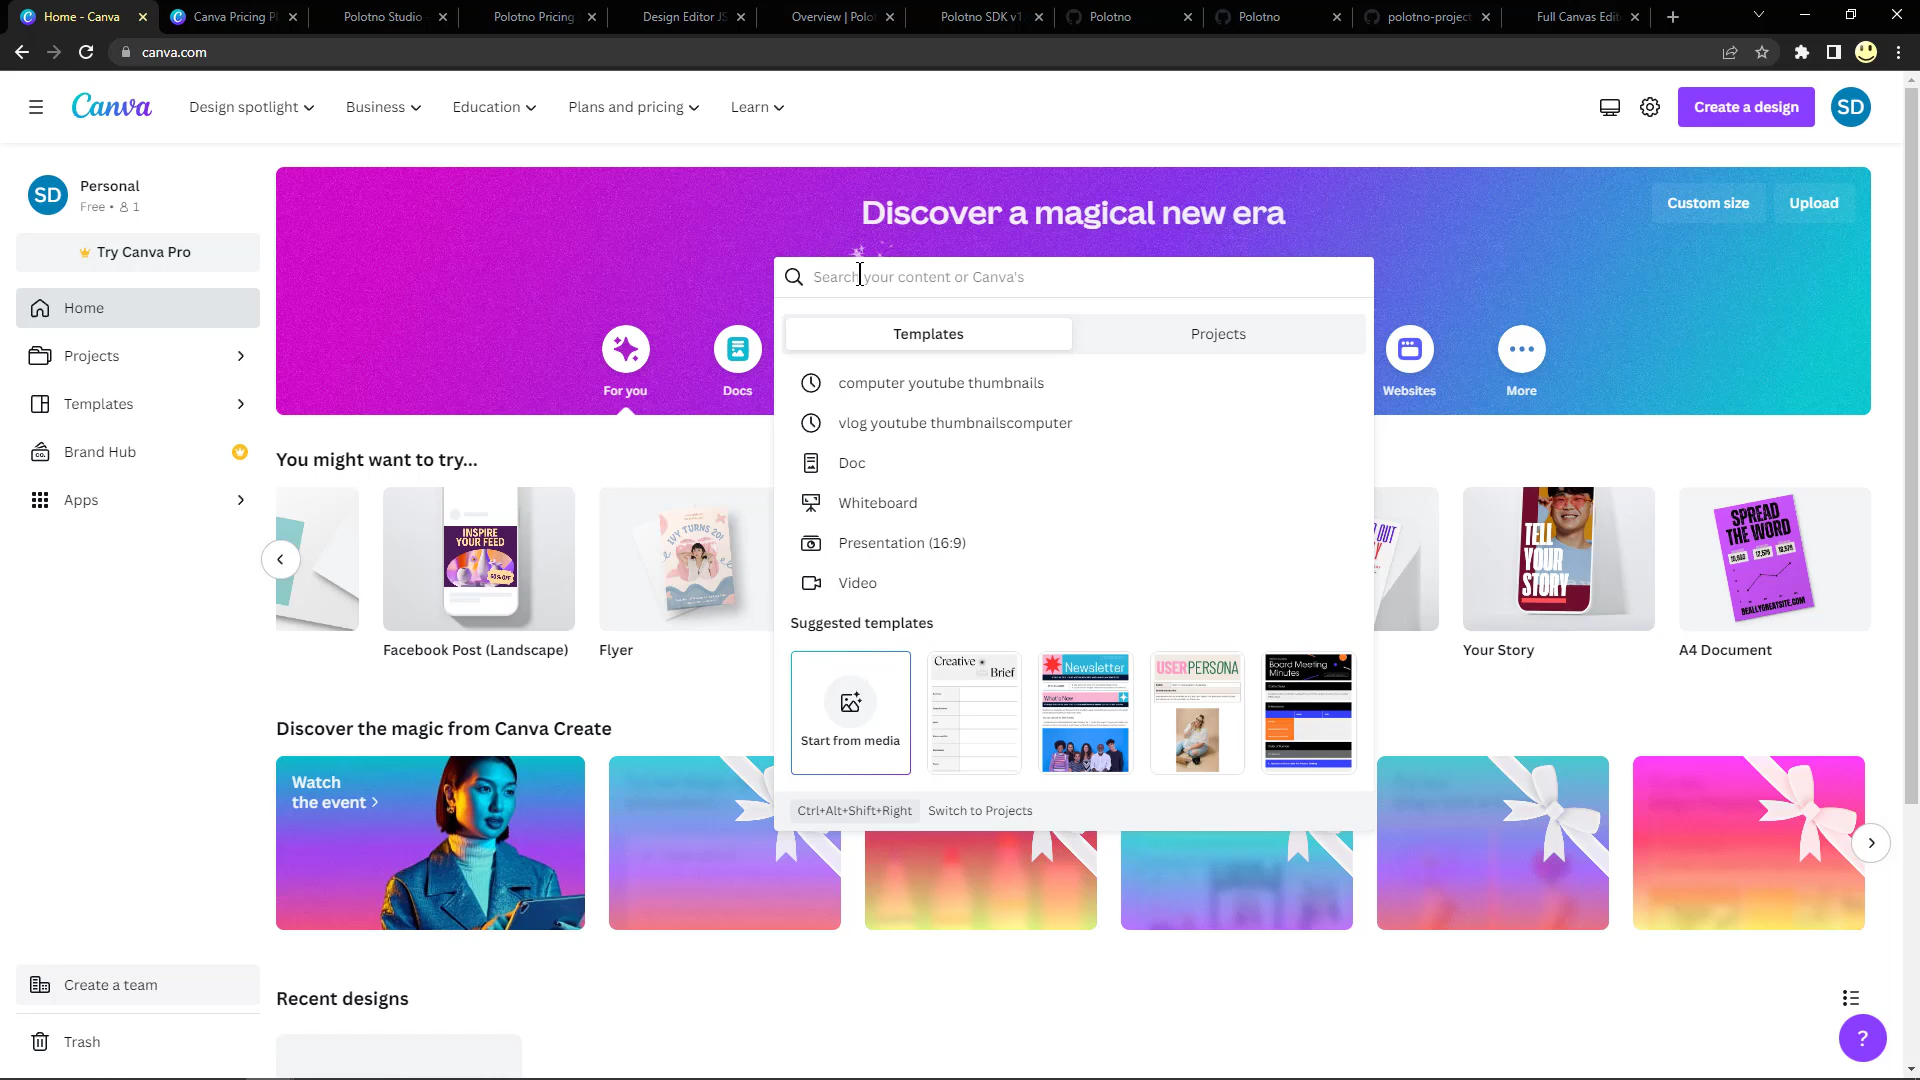 Home - Canva
Canva Pricing P
Polotno Studio
Polotno Pricing
Design Editor JS
Overview | Polo
Polotno SDK v1
Polotno
Polotno
polotno-project
Full Canvas Edit
canva.com
Canva
Design spotlight
Business
Education
Plans and pricing
Learn
Create a design
SD
SD
Personal
Free • 1
Try Canva Pro
Home
Projects
Templates
Brand Hub
Apps
Create a team
Trash
Discover a magical new era
Custom size
Upload
Search your content or Canva's
For you
Docs
Websites
More
Templates
Projects
computer youtube thumbnails
vlog youtube thumbnailscomputer
Doc
Whiteboard
Presentation (16:9)
Video
Suggested templates
Start from media
Creative
Brief
Newsletter
What's New
USER PERSONA
Board Meeting
Minutes
Ctrl+Alt+Shift+Right
Switch to Projects
You might want to try...
INSPIRE
YOUR FEED
Facebook Post (Landscape)
IVY TURNS 20!
Flyer
TELL
YOUR
STORY
Your Story
SPREAD
THE WORD
REALLYGREATSITE.COM
A4 Document
Discover the magic from Canva Create
Watch
the event >
Recent designs
?